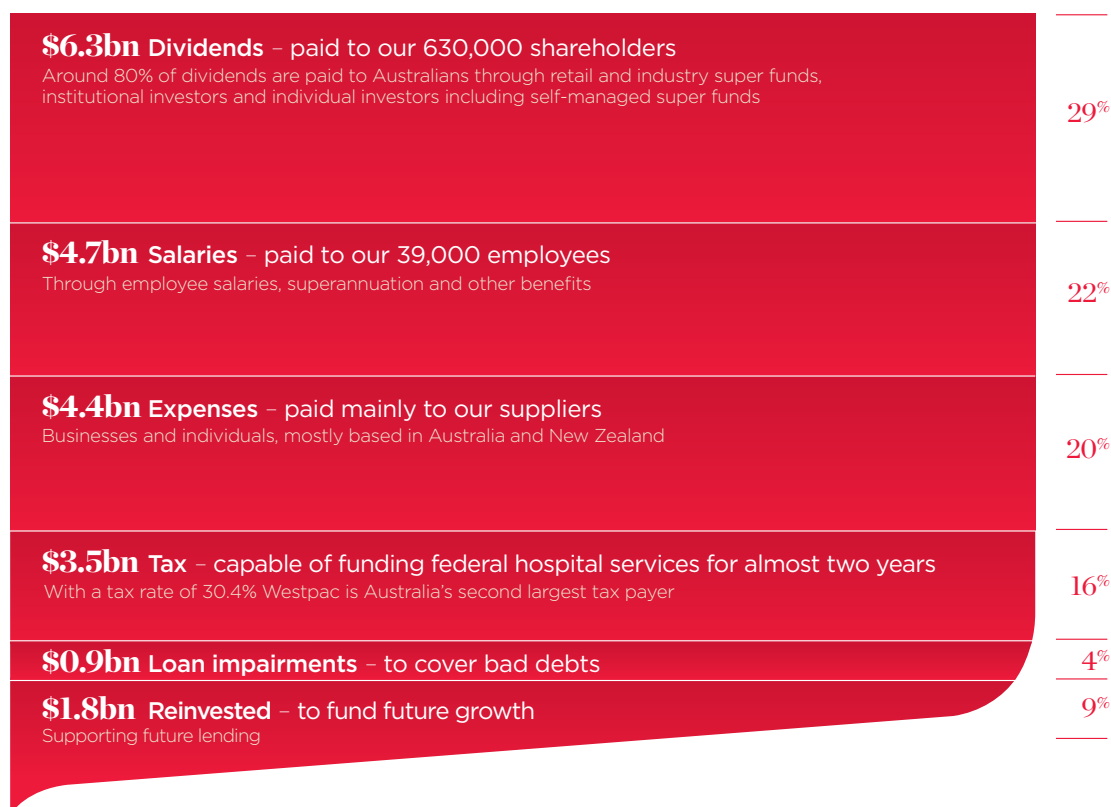 $6.3bn Dividends – paid to our 630,000 shareholders
Around 80% of dividends are paid to Australians through retail and industry super funds,
institutional investors and individual investors including self-managed super funds
29%
$4.7bn Salaries – paid to our 39,000 employees
Through employee salaries, superannuation and other benefits
22%
$4.4bn Expenses – paid mainly to our suppliers
Businesses and individuals, mostly based in Australia and New Zealand
20%
$3.5bn Tax – capable of funding federal hospital services for almost two years
With a tax rate of 30.4% Westpac is Australia's second largest tax payer
16%
$0.9bn Loan impairments – to cover bad debts
4%
$1.8bn Reinvested – to fund future growth
Supporting future lending
9%